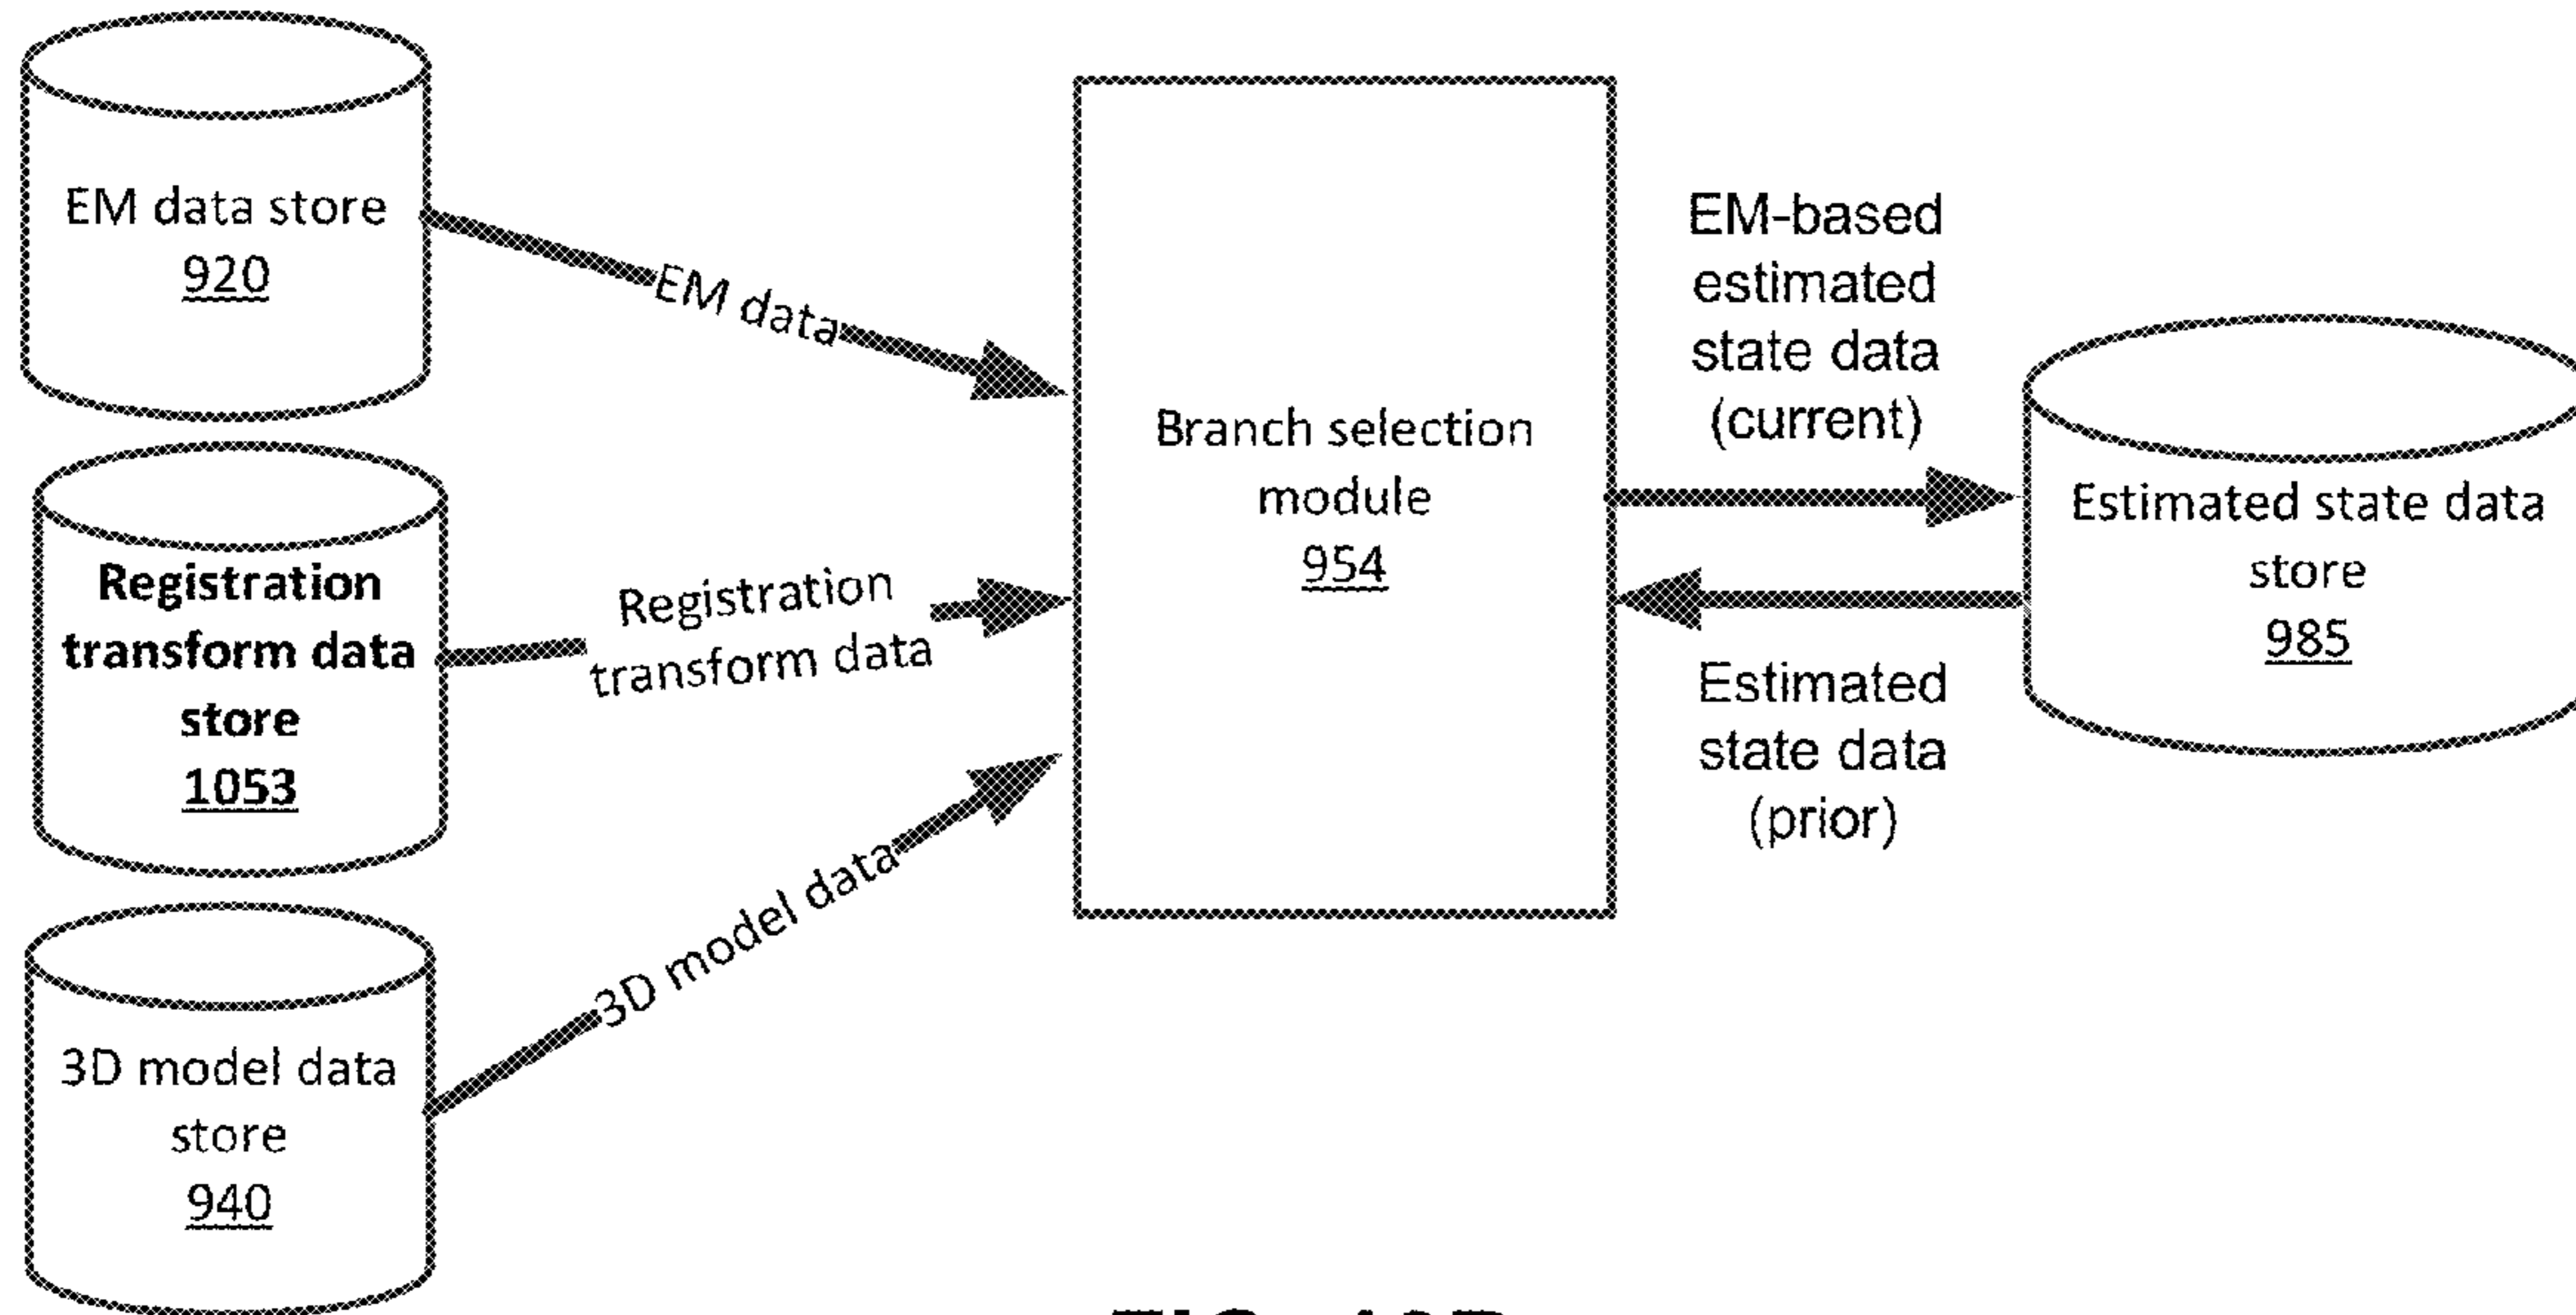 EM data store
920
EM data
Registration
transform data
store
1053
Registration
transform data
3D model data
store
940
3D model data
Branch selection
module
954
EM-based
estimated
state data
(current)
Estimated state data
store
985
Estimated
state data
(prior)